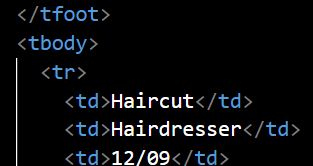 </tfoot>
<tbody>
<tr>
<td>Haircut</td>
<td>Hairdresser</td>
<td>12/09</td>